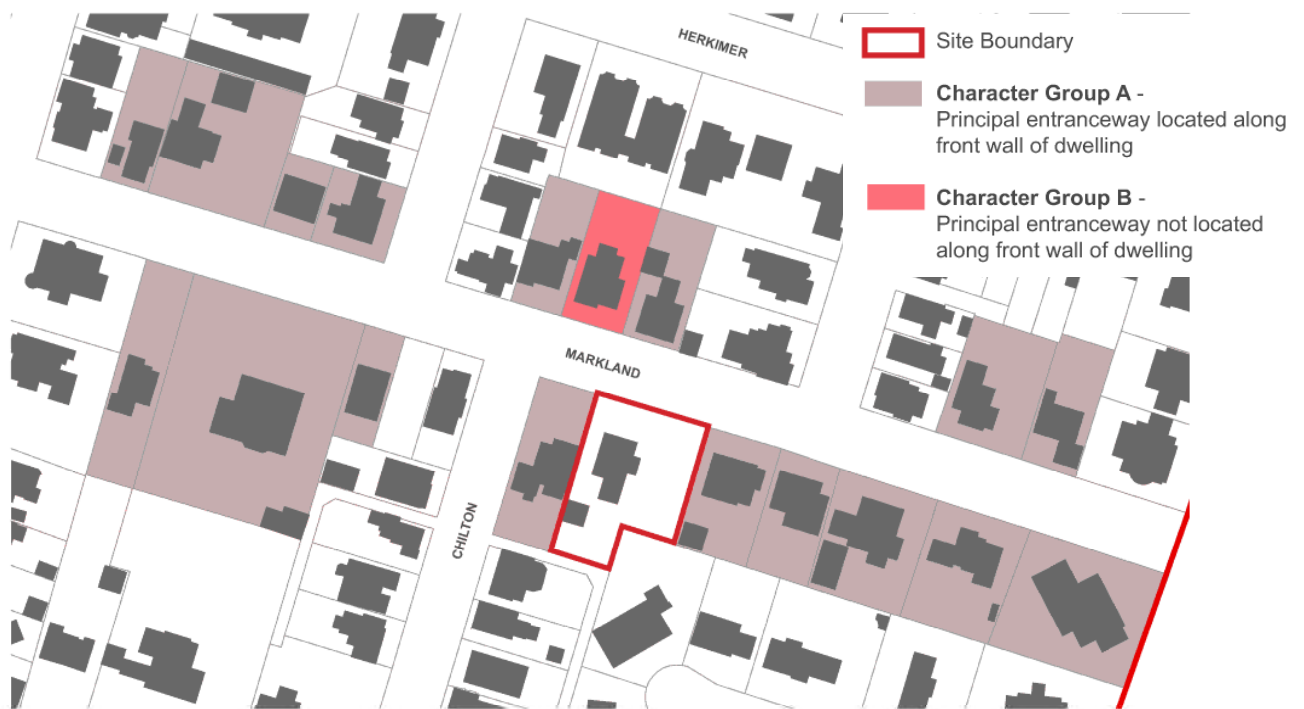 HERKIMER
Site Boundary
Character Group A -
Principal entranceway located along
front wall of dwelling
Character Group B -
Principal entranceway not located
along front wall of dwelling
MARKLAND
CHILTON